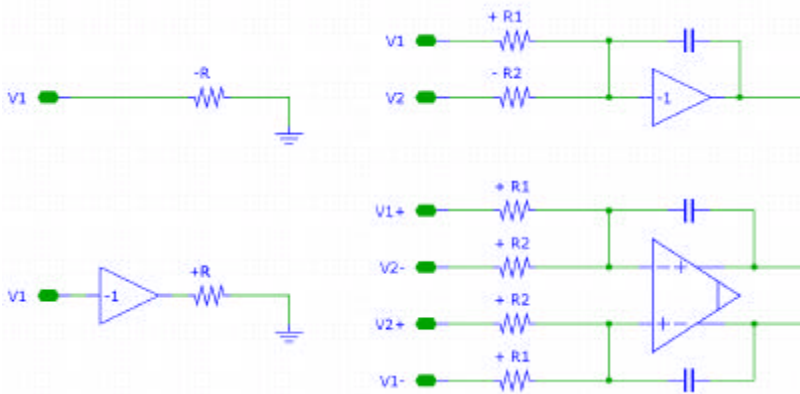 + R1
V1
-R
- R2
V1
V2
-1
+ R1
V1+
+ R2
V2-
- +
+R
+ R2
V1
-1
V2+
+ -
+ R1
V1-